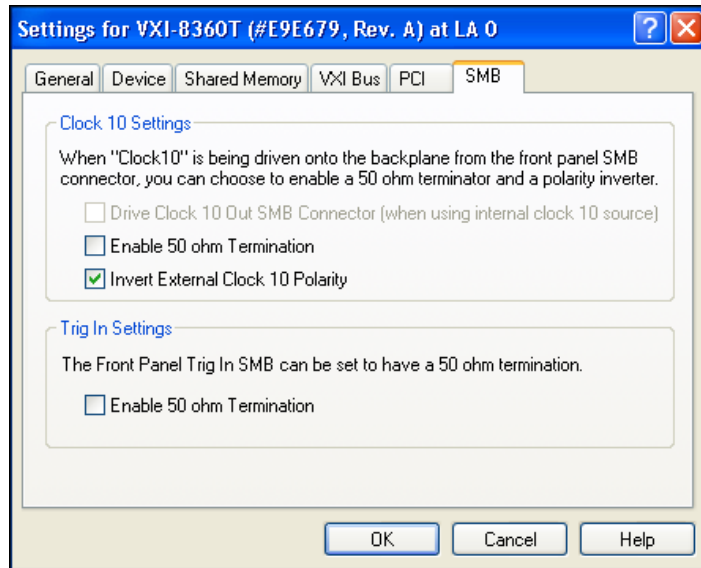 Settings for VXI-8360T (#E9E679, Rev. A) at LA 0
General Device Shared Memory VXI Bus PCI SMB
Clock 10 Settings
When "Clock10" is being driven onto the backplane from the front panel SMB
connector, you can choose to enable a 50 ohm terminator and a polarity inverter.
Drive Clock 10 Out SMB Connector (when using internal clock 10 source)
Enable 50 ohm Termination
Invert External Clock 10 Polarity
Trig In Settings
The Front Panel Trig In SMB can be set to have a 50 ohm termination.
Enable 50 ohm Termination
OK Cancel Help